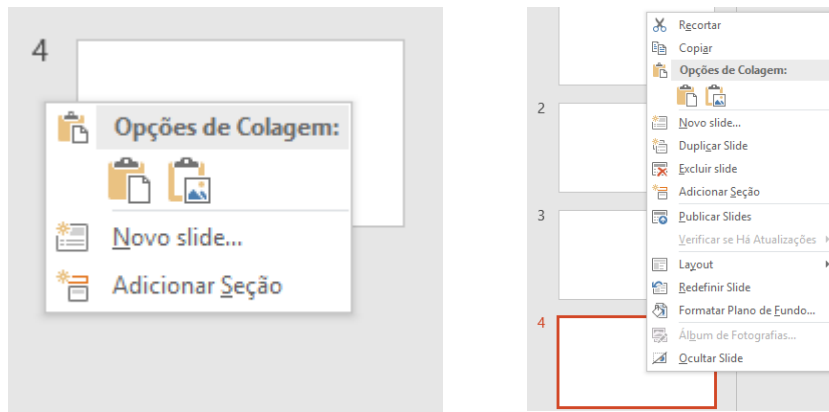 4
Opções de Colagem:
Novo slide...
Adicionar Seção
Recortar
Copiar
Opções de Colagem:
2
Novo slide...
Duplicar Slide
Excluir slide
Adicionar Seção
3
Publicar Slides
Verificar se Há Atualizações
Layout
Redefinir Slide
Formatar Plano de Fundo...
4
Álbum de Fotografias...
Ocultar Slide